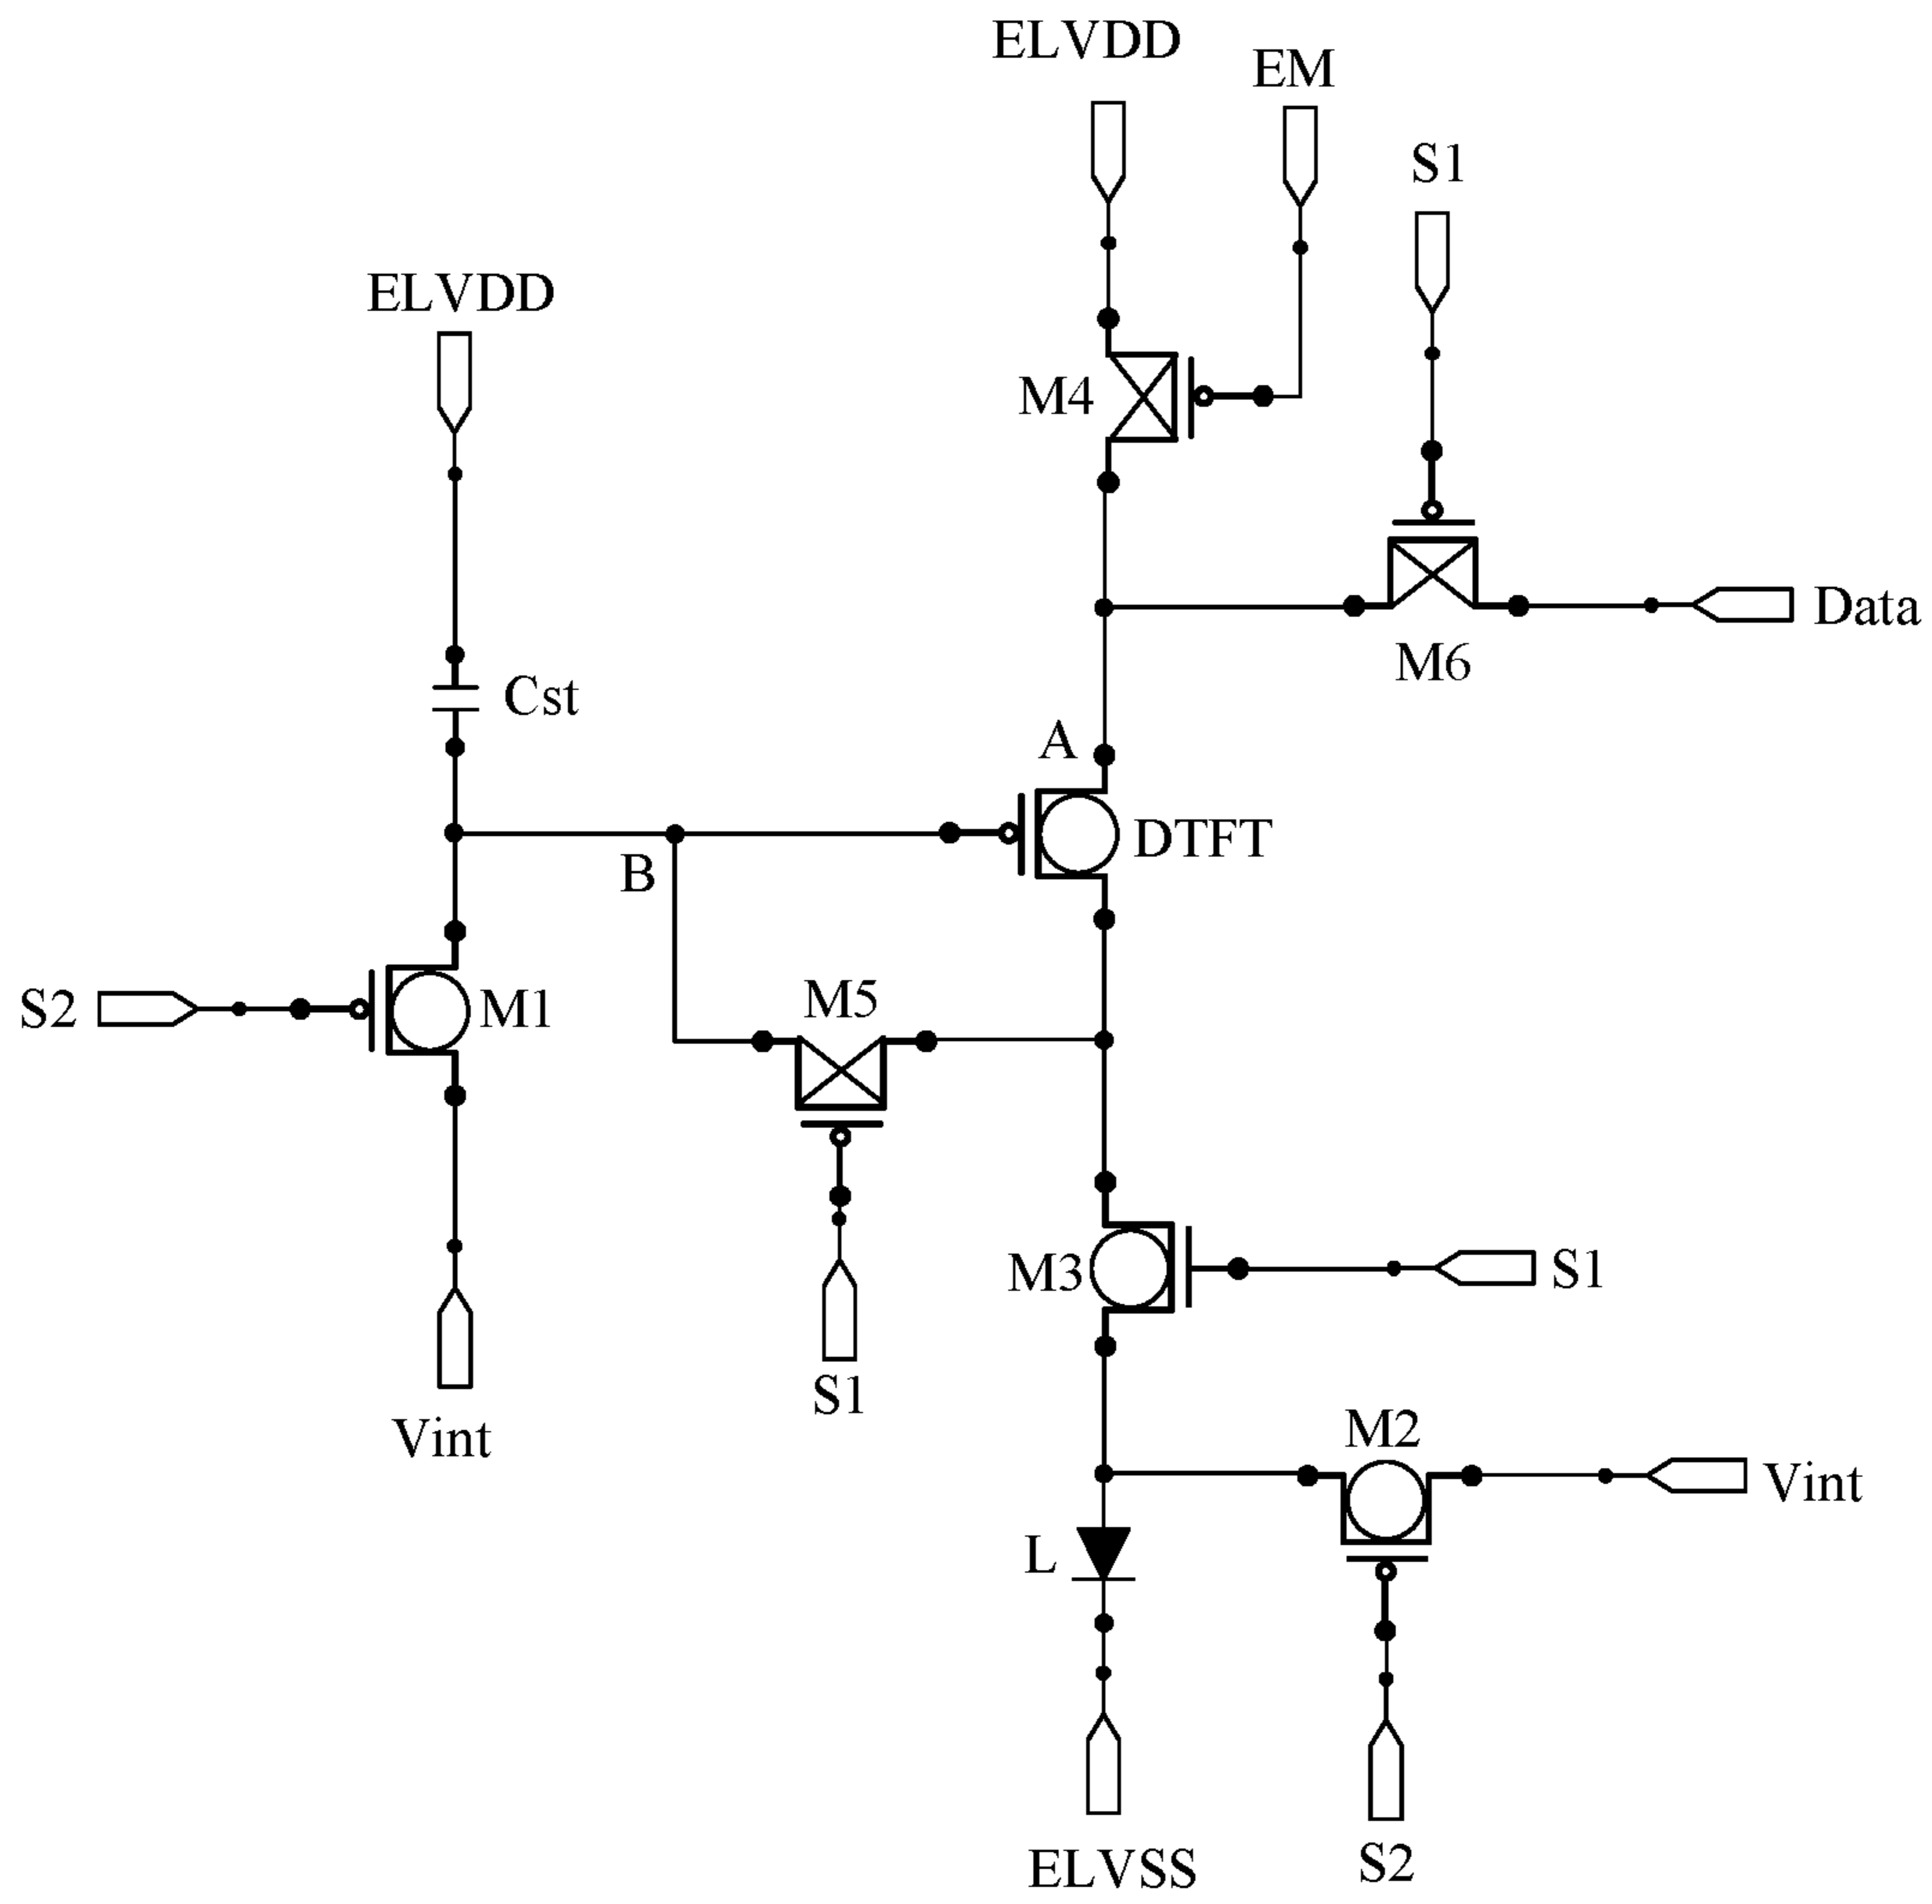 ELVDD
EM
S1
ELVDD
M4
Data
M6
Cst
A
DTFT
B
M5
S2
M1
M3
S1
S1
M2
Vint
Vint
L
ELVSS
S2